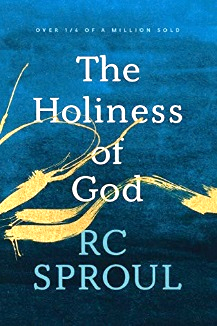 OVER 1/4 OF A MILLION SOLD
The
Holiness
of
God
RC
SPROUL